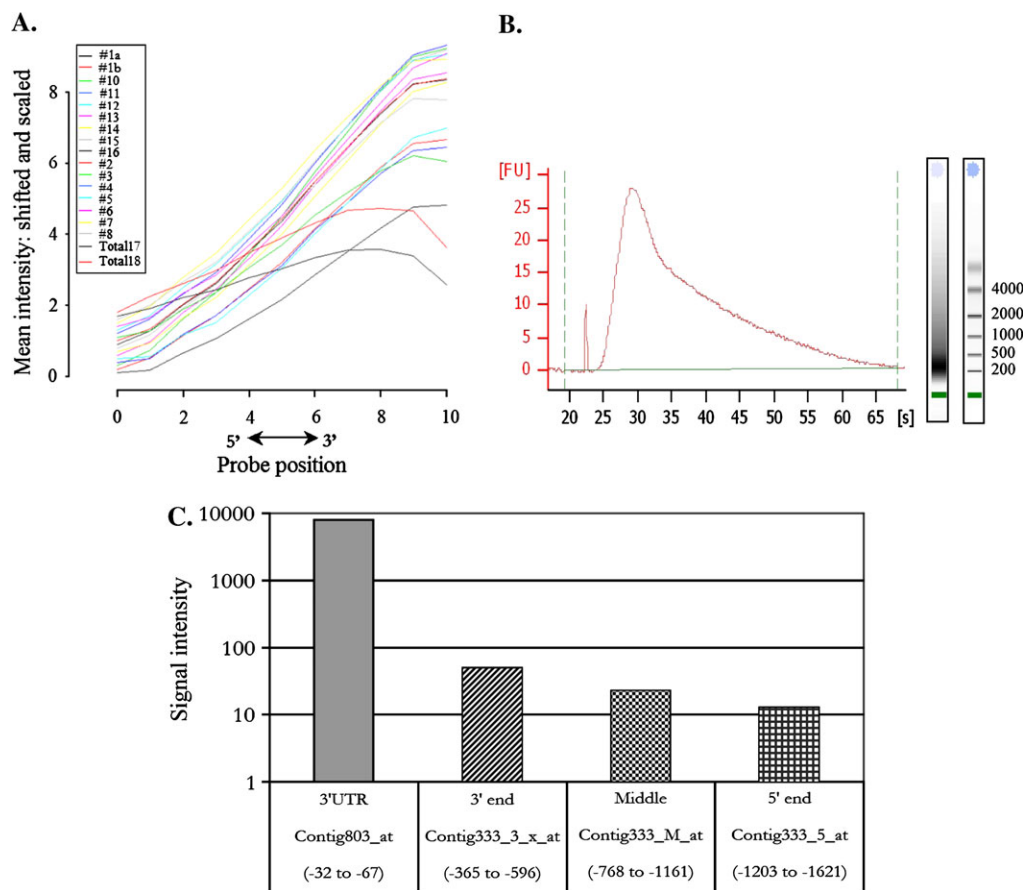 A.
Mean intensity: shifted and scaled
8
6
4
2
0
#1a
#1b
#10
#11
#12
#13
#14
#15
#16
#2
#3
#4
#5
#6
#7
#8
Total17
Total18
0 2 4 6 8 10
5' 3'
Probe position
B.
[FU]
25
20
15
10
5
0
20 25 30 35 40 45 50 55 60 65 [s]
4000
2000
1000
500
200
C.
Signal intensity
10000
1000
100
10
1
3'UTR 3' end Middle 5' end
Contig803_at Contig333_3_x_at Contig333_M_at Contig333_5_at
(-32 to -67) (-365 to -596) (-768 to -1161) (-1203 to -1621)